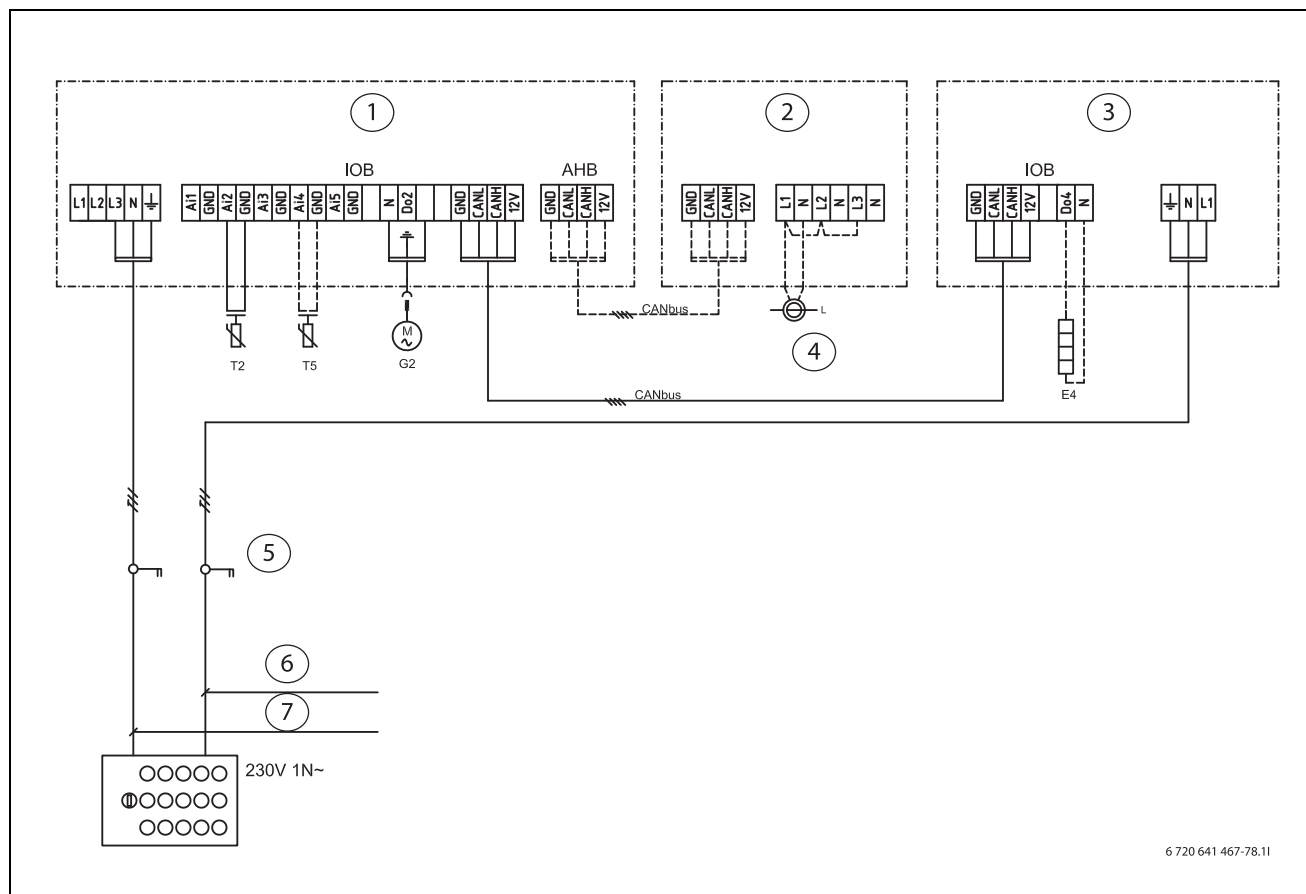 1
2
3
IOB
AHB
IOB
L1 L2 L3 N
Ai1 GND Ai2 GND Ai3 GND Ai4 GND Ai5 GND N Do2 GND CANL CANH 12V
GND CANL CANH 12V
GND CANL CANH 12V
L1 N L2 N L3 N
GND CANL CANH 12V Do4 N
N L1
CANbus
L
M
T2
T5
G2
4
CANbus
E4
5
6
7
230V 1N~
6 720 641 467-78.1I